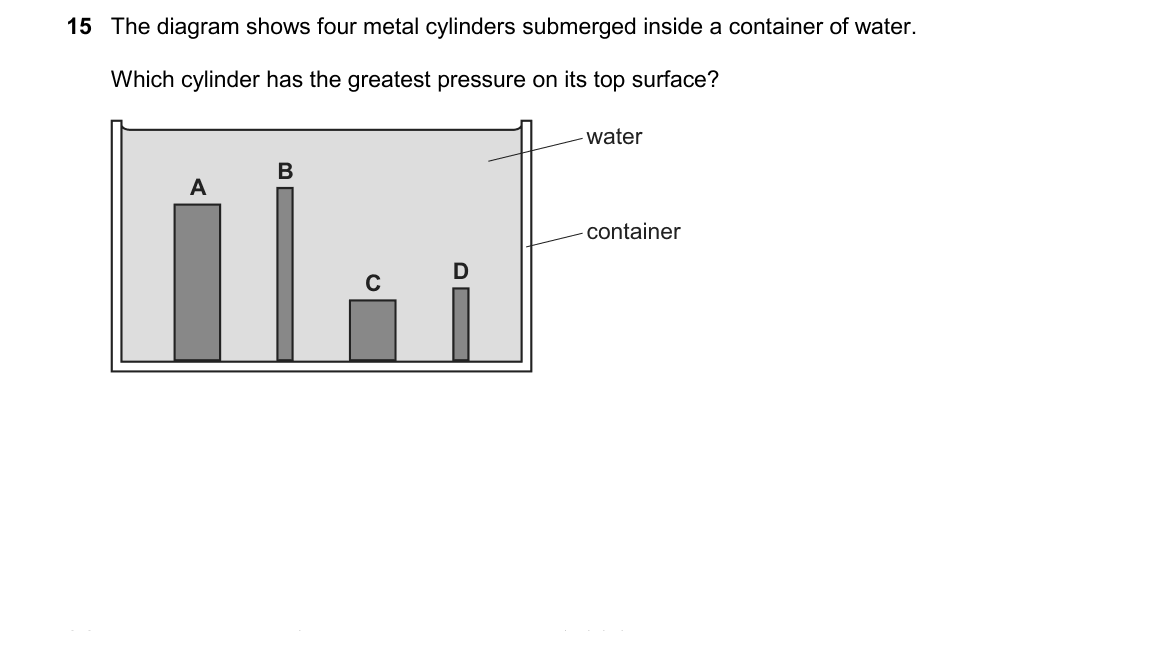 15 The diagram shows four metal cylinders submerged inside a container of water.
Which cylinder has the greatest pressure on its top surface?
water
B
A
container
D
C